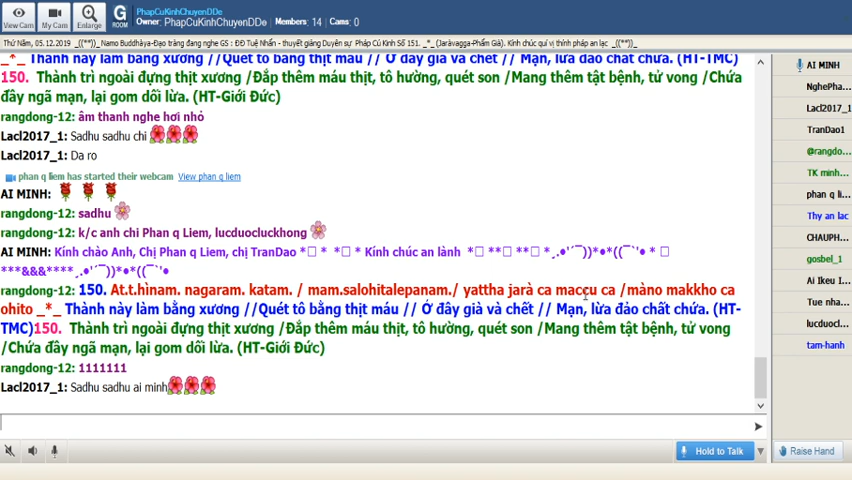 PhapCuKinhChuyenDDe
Owner: PhapCuKinhChuyenDDe Members: 14 Cams: 0
View Cam
My Cam
Enlarge
G ROOM
Thứ Năm, 05.12.2019 _((**))_ Namo Buddhàya-Đạo tràng đang nghe GS : ĐĐ Tuệ Nhẩn - thuyết giảng Duyên sự Pháp Cú Kinh Số 151. _*_ (Jaràvagga-Phẩm Già). Kính chúc quí vị thính pháp an lạc _((**))_
_*_ Thành này làm bằng xương //Quét tô bằng thịt máu // Ở đây già và chết // Mạn, lừa đảo chất chứa. (HT-TMC)
150. Thành trì ngoài đựng thịt xương /Đắp thêm máu thịt, tô hường, quét son /Mang thêm tật bệnh, tử vong /Chứa
đầy ngã mạn, lại gom dối lừa. (HT-Giới Đức)
rangdong-12: âm thanh nghe hơi nhỏ
Lacl2017_1: Sadhu sadhu chi
Lacl2017_1: Da ro
phan q liem has started their webcam View phan q liem
AI MINH:
rangdong-12: sadhu
rangdong-12: k/c anh chi Phan q Liem, lucduocluckhong
AI MINH: Kính chào Anh, Chị Phan q Liem, chị TranDao *□ * *□ * Kính chúc an lành *□ **□ **□ *¸.•'´¯))•*•((¯`'• * □
***&&&****¸.•'´¯))•*•((¯`•
rangdong-12: 150. At.t.hìnam. nagaram. katam. / mam.salohitalepanam./ yattha jarà ca maccu ca /màno makkho ca
ohito _*_ Thành này làm bằng xương //Quét tô bằng thịt máu // Ở đây già và chết // Mạn, lừa đảo chất chứa. (HT-
TMC)150. Thành trì ngoài đựng thịt xương /Đắp thêm máu thịt, tô hường, quét son /Mang thêm tật bệnh, tử vong
/Chứa đầy ngã mạn, lại gom dối lừa. (HT-Giới Đức)
rangdong-12: 1111111
Lacl2017_1: Sadhu sadhu ai minh
Hold to Talk
Raise Hand
AI MINH
NghePha...
Lacl2017_1
TranDao1
@rangdo...
TK minh...
phan q li...
Thy an lac
CHAUPH...
gosbel_1
Ai Ikeu I...
Tue nha...
lucduocl...
tam-hanh